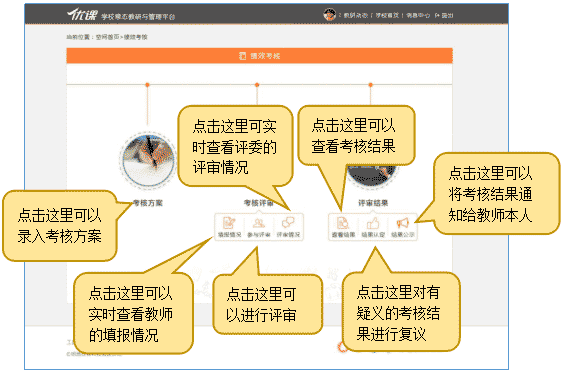 优课 学校常态教研与管理平台
教研动态 | 学校首页 | 消息中心 退出
当前位置：空间首页>绩效考核
绩效考核
点击这里可实
时查看评委的
评审情况
点击这里可以
查看考核结果
点击这里可以
将考核结果通
知给教师本人
点击这里可以
录入考核方案
考核方案
考核评审
评审结果
填报情况 参与评审 评审情况
查看结果 结果认定 结果公示
点击这里可以
实时查看教师
的填报情况
点击这里可
以进行评审
点击这里对有
疑义的考核结
果进行复议